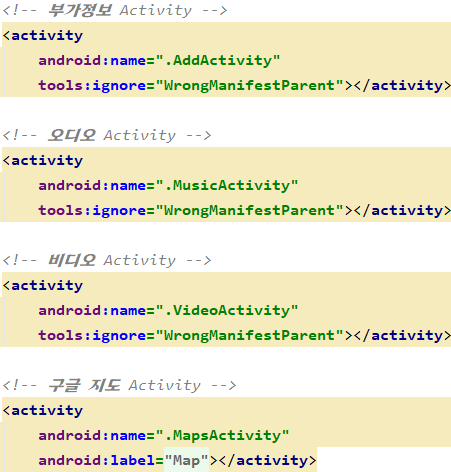 <!-- 부가정보 Activity -->
<activity
android:name=".AddActivity"
tools:ignore="WrongManifestParent"></activity>
<!-- 오디오 Activity -->
<activity
android:name=".MusicActivity"
tools:ignore="WrongManifestParent"></activity>
<!-- 비디오 Activity -->
<activity
android:name=".VideoActivity"
tools:ignore="WrongManifestParent"></activity>
<!-- 구글 지도 Activity -->
<activity
android:name=".MapsActivity"
android:label="Map"></activity>